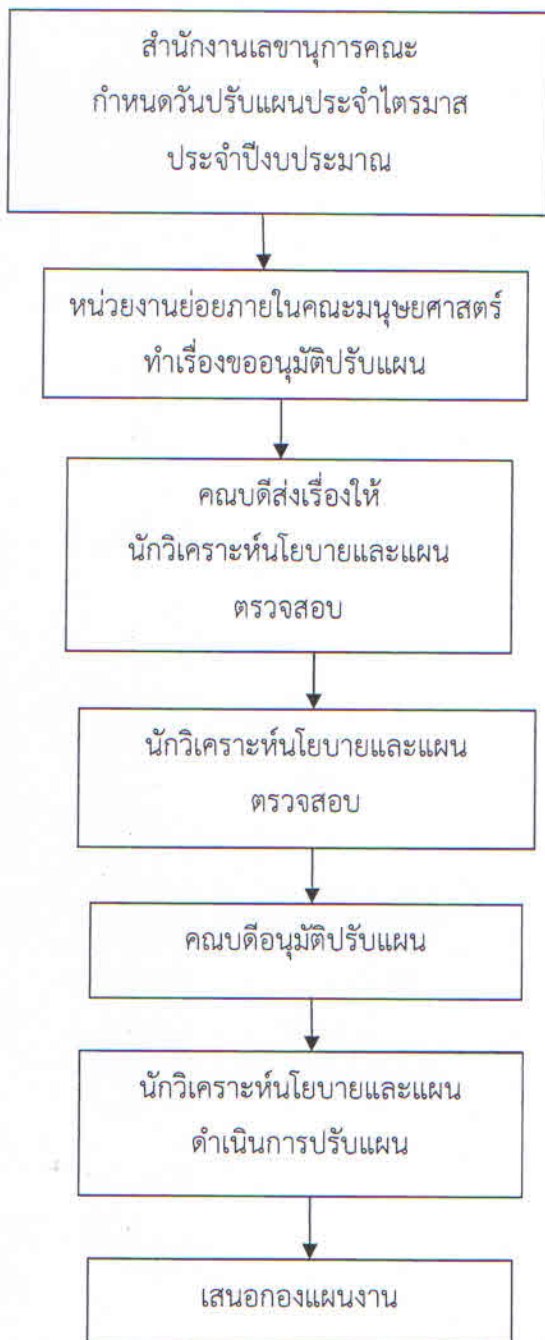 สำนักงานเลขานุการคณะ
กำหนดวันปรับแผนประจำไตรมาส
ประจำปีงบประมาณ
หน่วยงานย่อยภายในคณะมนุษยศาสตร์
ทำเรื่องขออนุมัติปรับแผน
คณบดีส่งเรื่องให้
นักวิเคราะห์นโยบายและแผน
ตรวจสอบ
นักวิเคราะห์นโยบายและแผน
ตรวจสอบ
คณบดีอนุมัติปรับแผน
นักวิเคราะห์นโยบายและแผน
ดำเนินการปรับแผน
เสนอกองแผนงาน